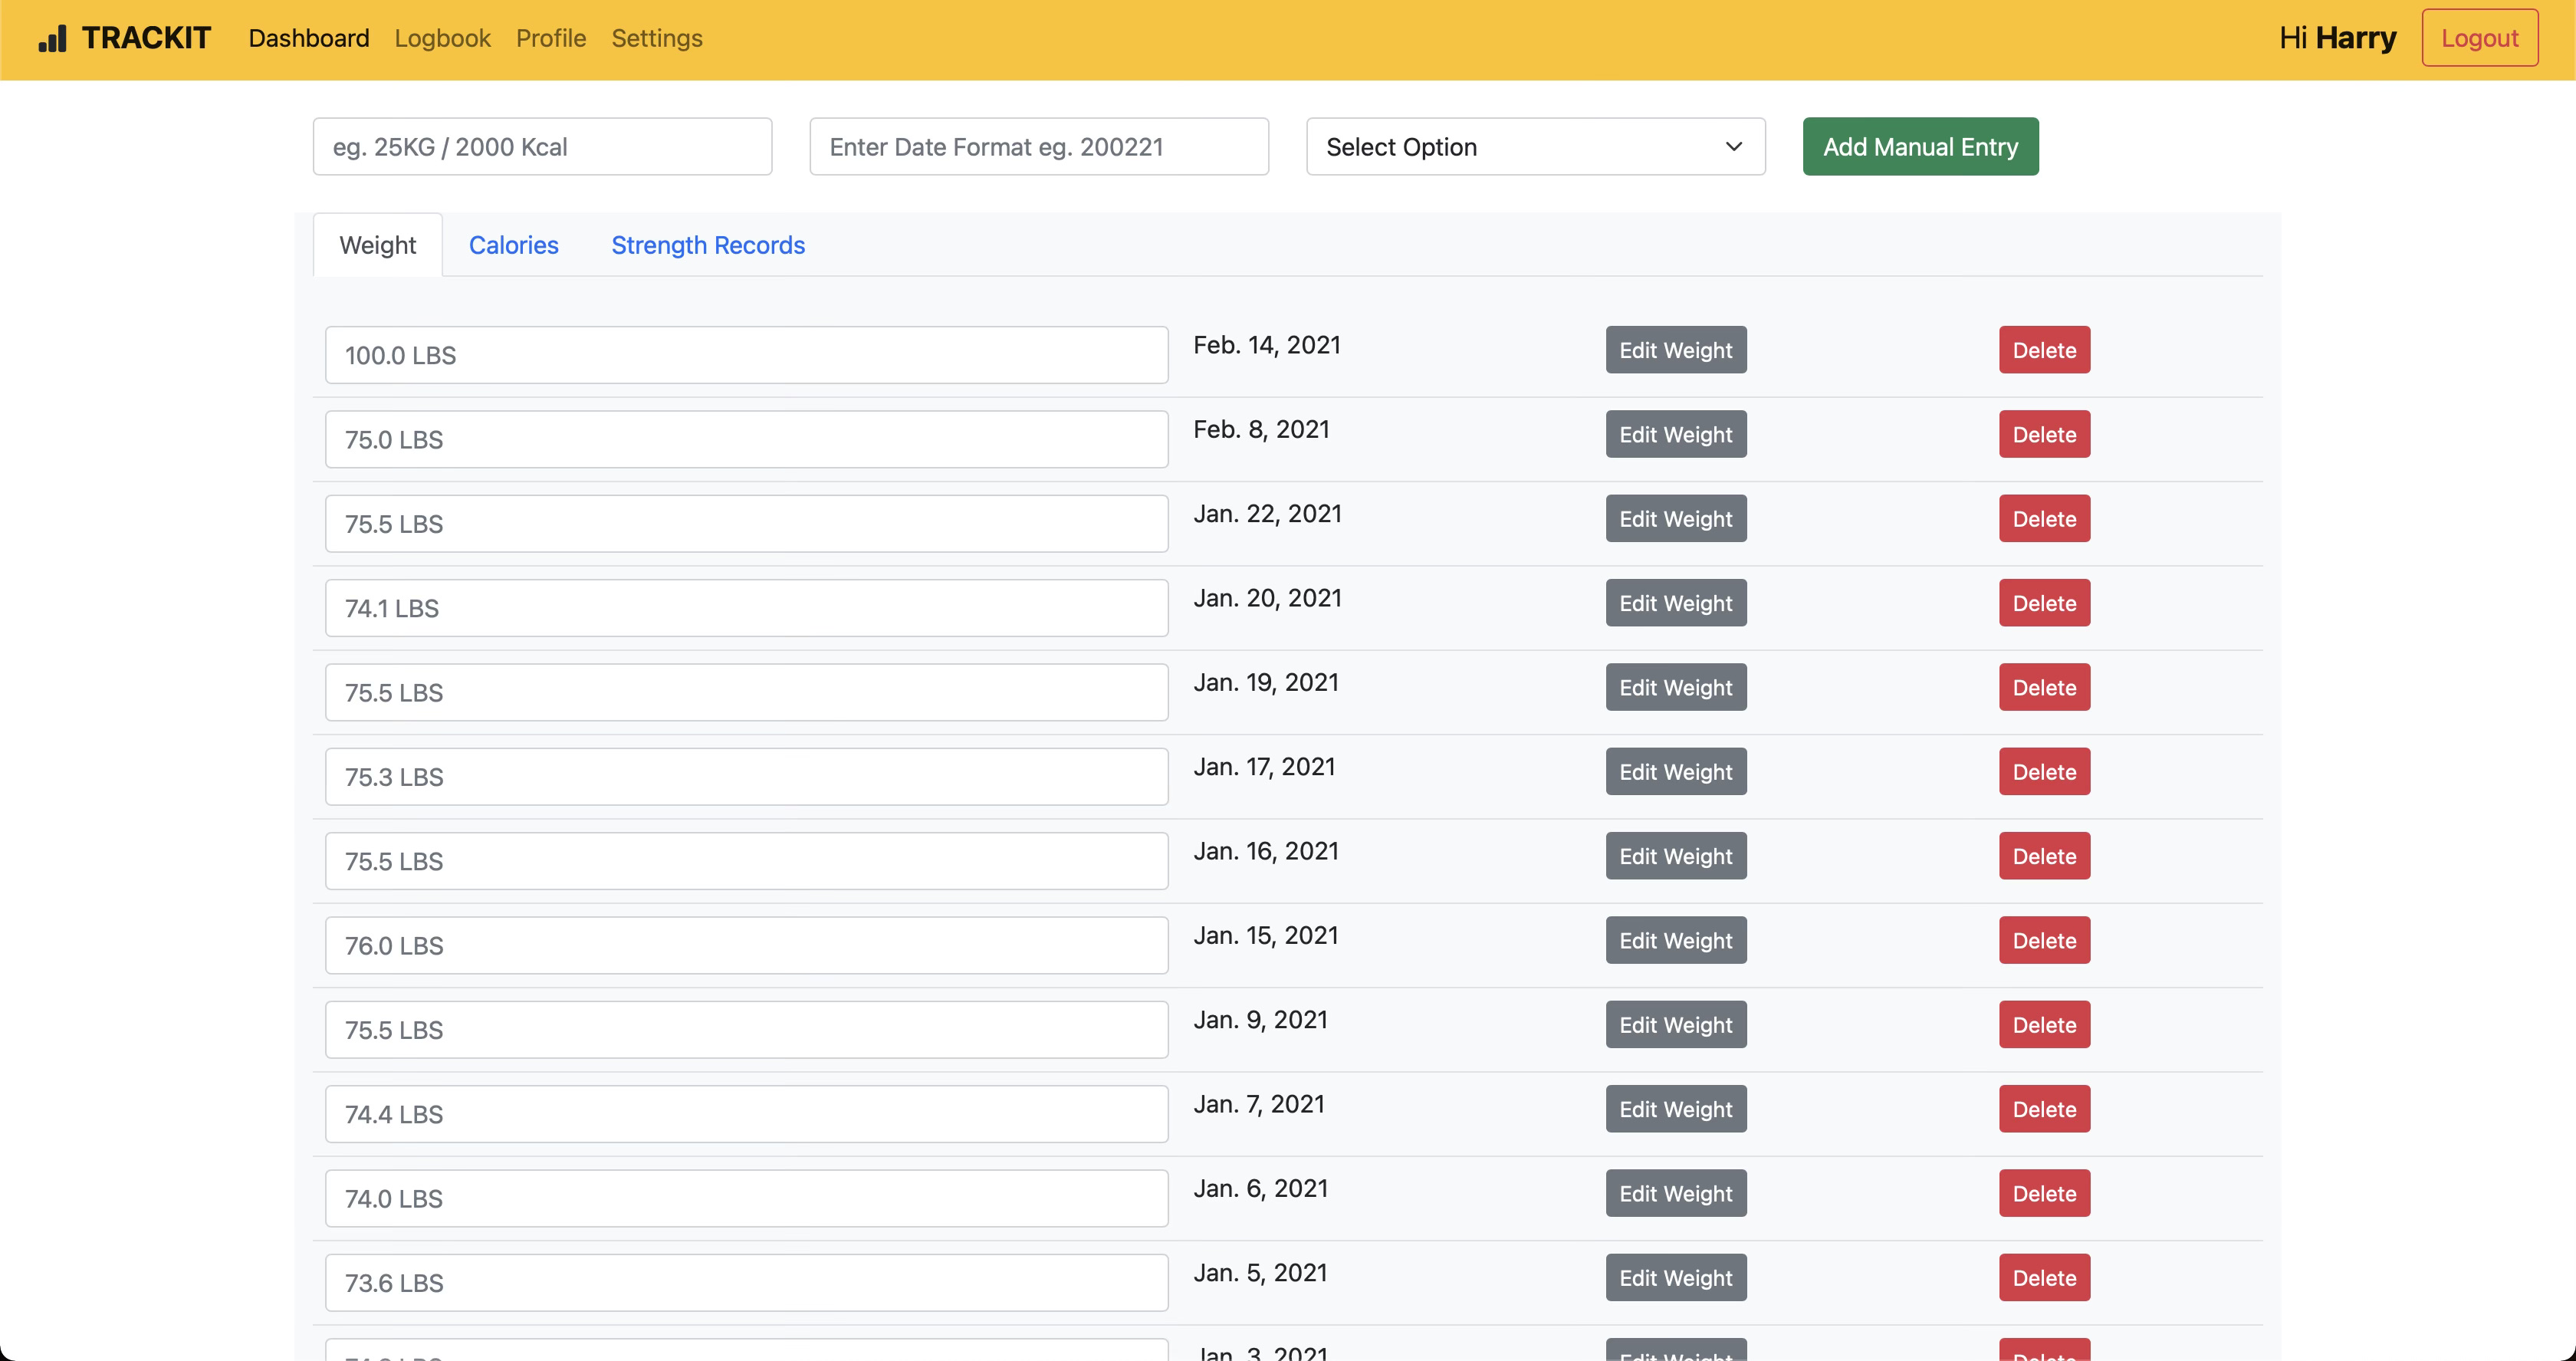 TRACKIT Dashboard Logbook Profile Settings Hi Harry Logout
eg. 25KG / 2000 Kcal Enter Date Format eg. 200221 Select Option Add Manual Entry
Weight Calories Strength Records
100.0 LBS Feb. 14, 2021 Edit Weight Delete
75.0 LBS Feb. 8, 2021 Edit Weight Delete
75.5 LBS Jan. 22, 2021 Edit Weight Delete
74.1 LBS Jan. 20, 2021 Edit Weight Delete
75.5 LBS Jan. 19, 2021 Edit Weight Delete
75.3 LBS Jan. 17, 2021 Edit Weight Delete
75.5 LBS Jan. 16, 2021 Edit Weight Delete
76.0 LBS Jan. 15, 2021 Edit Weight Delete
75.5 LBS Jan. 9, 2021 Edit Weight Delete
74.4 LBS Jan. 7, 2021 Edit Weight Delete
74.0 LBS Jan. 6, 2021 Edit Weight Delete
73.6 LBS Jan. 5, 2021 Edit Weight Delete
Jan. 3, 2021 Edit Weight Delete